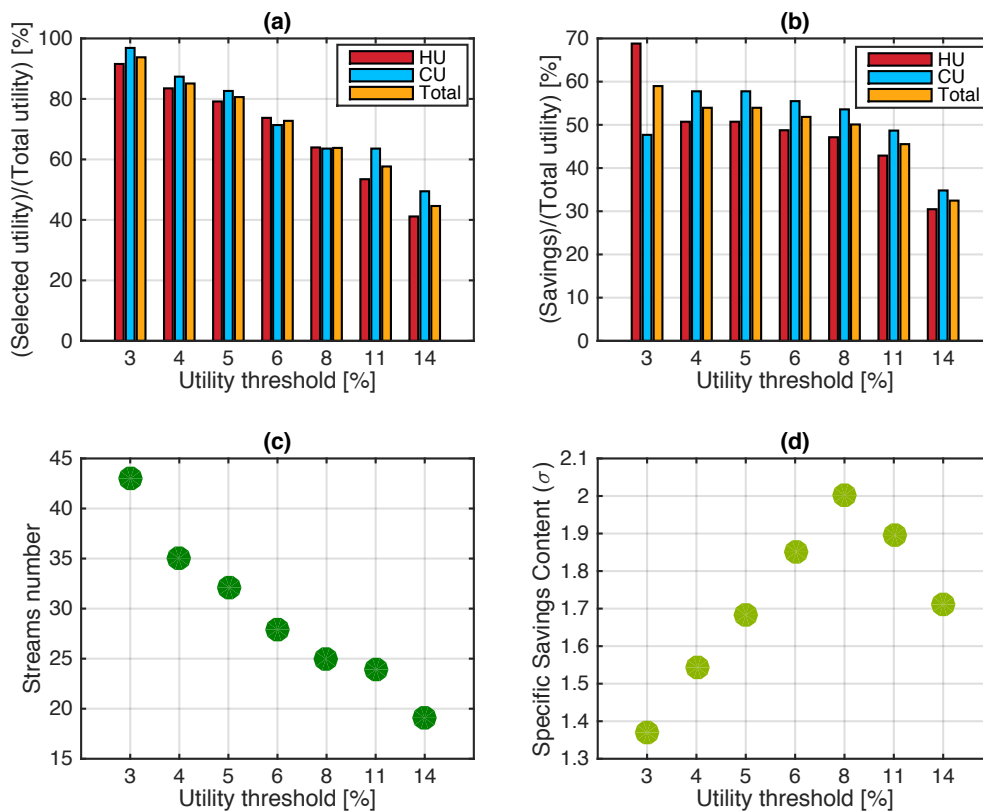 (a)
(Selected utility)/(Total utility) [%]
100
80
60
40
20
0
HU
CU
Total
3 4 5 6 8 11 14
Utility threshold [%]
(b)
(Savings)/(Total utility) [%]
70
60
50
40
30
20
10
0
HU
CU
Total
3 4 5 6 8 11 14
Utility threshold [%]
(c)
Streams number
45
40
35
30
25
20
15
3 4 5 6 8 11 14
Utility threshold [%]
(d)
Specific Savings Content (σ)
2.1
2
1.9
1.8
1.7
1.6
1.5
1.4
1.3
3 4 5 6 8 11 14
Utility threshold [%]